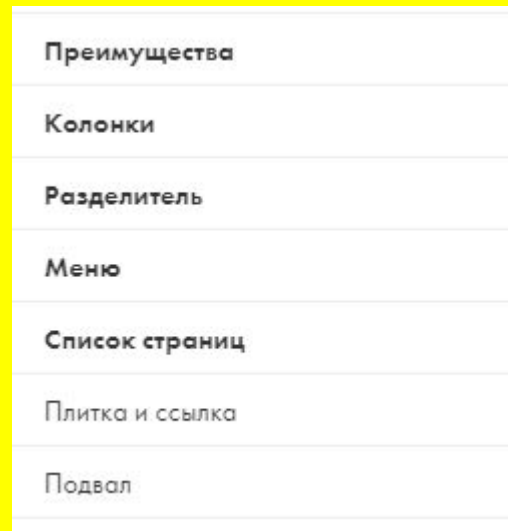 Преимущества
Колонки
Разделитель
Меню
Список страниц
Плитка и ссылка
Подвал